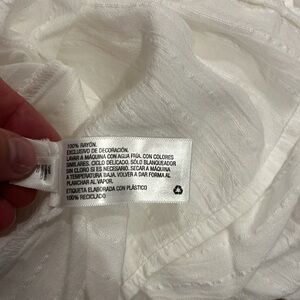 100% RAYÓN.
EXCLUSIVO DE DECORACIÓN.
LAVAR A MÁQUINA CON AGUA FRÍA. CON COLORES
SIMILARES. CICLO DELICADO. SÓLO BLANQUEADOR
SIN CLORO SI ES NECESARIO. SECAR A MÁQUINA
A TEMPERATURA BAJA. VOLVER A DAR FORMA AL
PLANCHAR AL VAPOR.
ETIQUETA ELABORADA CON PLÁSTICO
100% RECICLADO